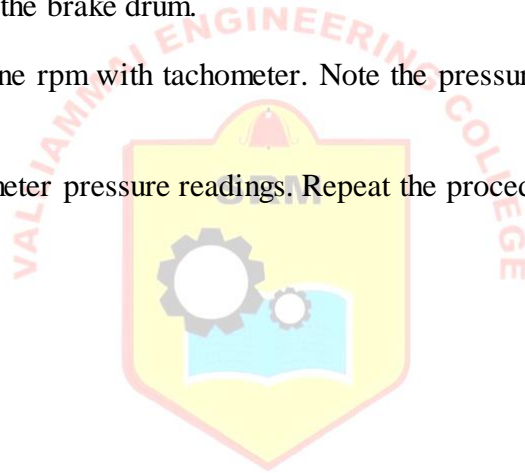 the brake drum.
ne rpm with tachometer. Note the pressur
neter pressure readings. Repeat the proced
VALLIAMMAI ENGINEERING COLLEGE
SRM